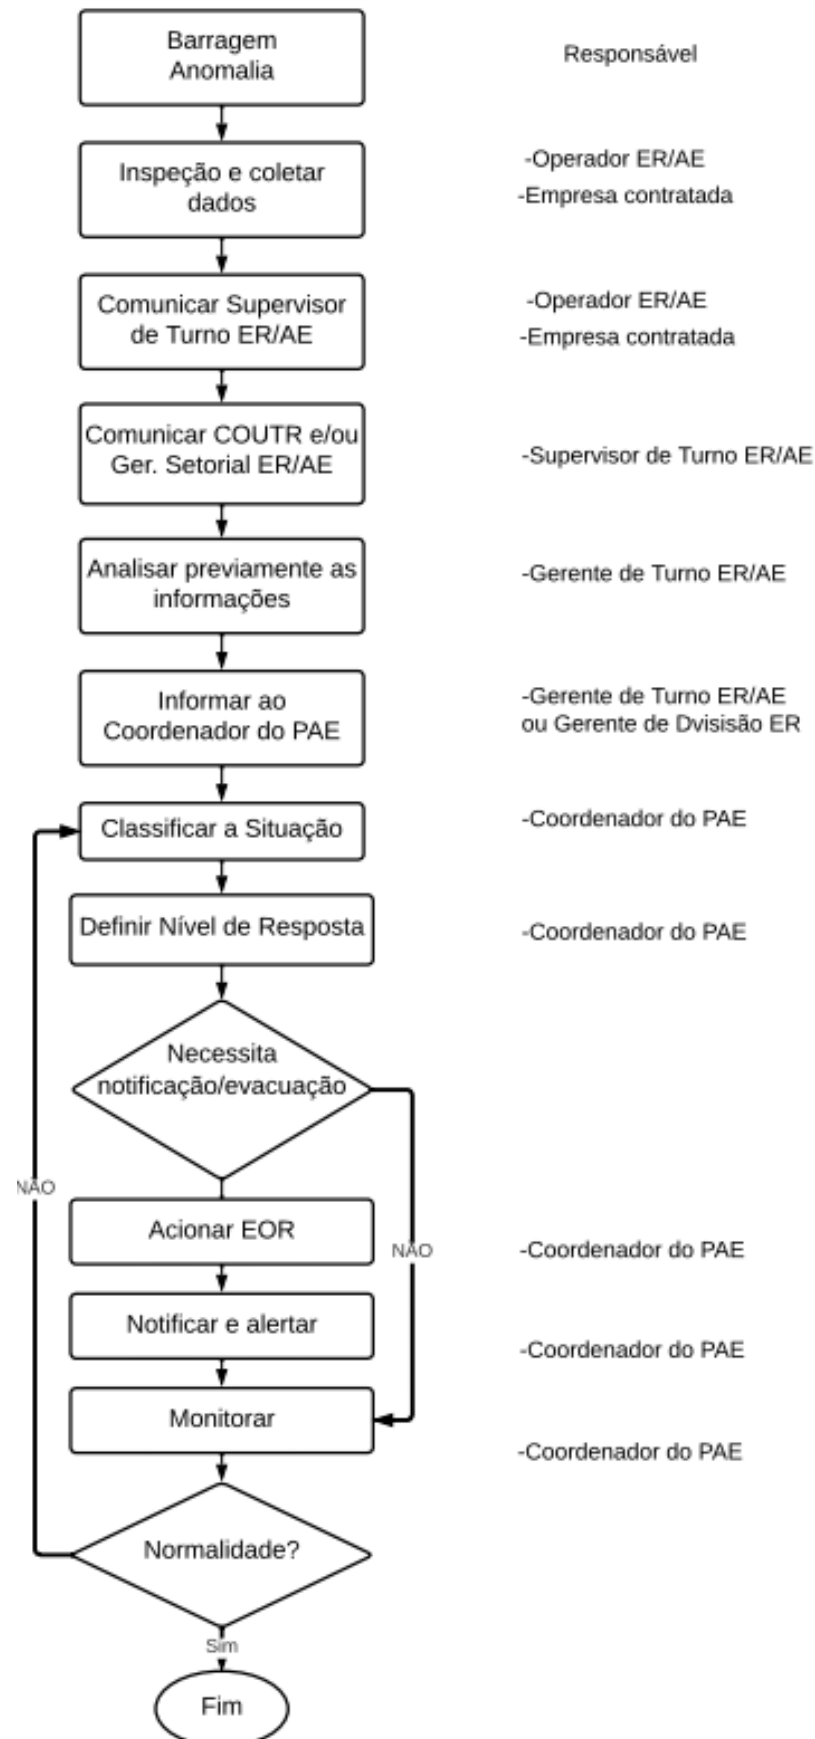 Barragem
Anomalia
Responsável
Inspeção e coletar
dados
-Operador ER/AE
-Empresa contratada
Comunicar Supervisor
de Turno ER/AE
-Operador ER/AE
-Empresa contratada
Comunicar COUTR e/ou
Ger. Setorial ER/AE
-Supervisor de Turno ER/AE
Analisar previamente as
informações
-Gerente de Turno ER/AE
Informar ao
Coordenador do PAE
-Gerente de Turno ER/AE
ou Gerente de Dvisisão ER
Classificar a Situação
-Coordenador do PAE
Definir Nível de Resposta
-Coordenador do PAE
Necessita
notificação/evacuação
NÃO
Acionar EOR
NÃO
-Coordenador do PAE
Notificar e alertar
-Coordenador do PAE
Monitorar
-Coordenador do PAE
Normalidade?
Sim
Fim